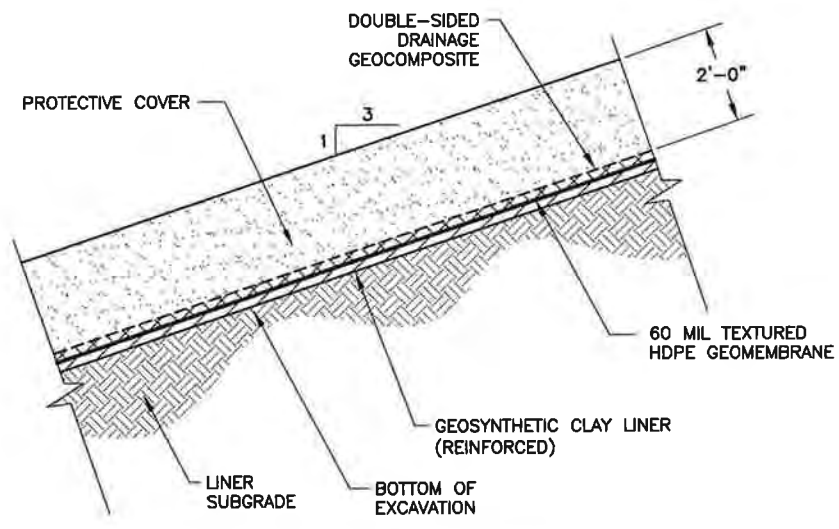 DOUBLE-SIDED
DRAINAGE
GEOCOMPOSITE
2'-0"
PROTECTIVE COVER
3
1
60 MIL TEXTURED
HDPE GEOMEMBRANE
GEOSYNTHETIC CLAY LINER
(REINFORCED)
LINER
SUBGRADE
BOTTOM OF
EXCAVATION